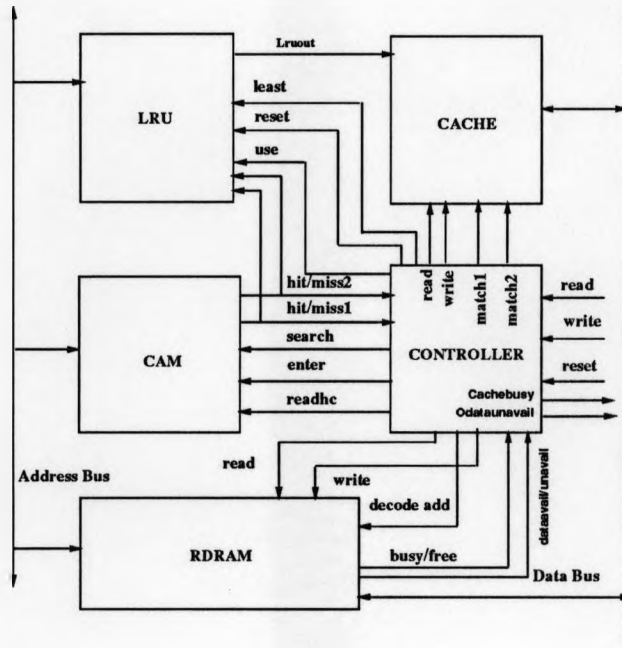 Lruout
least
LRU
reset
CACHE
use
hit/miss2
hit/miss1
search
CAM
enter
readhc
read
write
match1
match2
CONTROLLER
read
write
reset
Cachebusy
Odataunavail
read
write
Address Bus
decode add
dataavail/unavail
RDRAM
busy/free
Data Bus